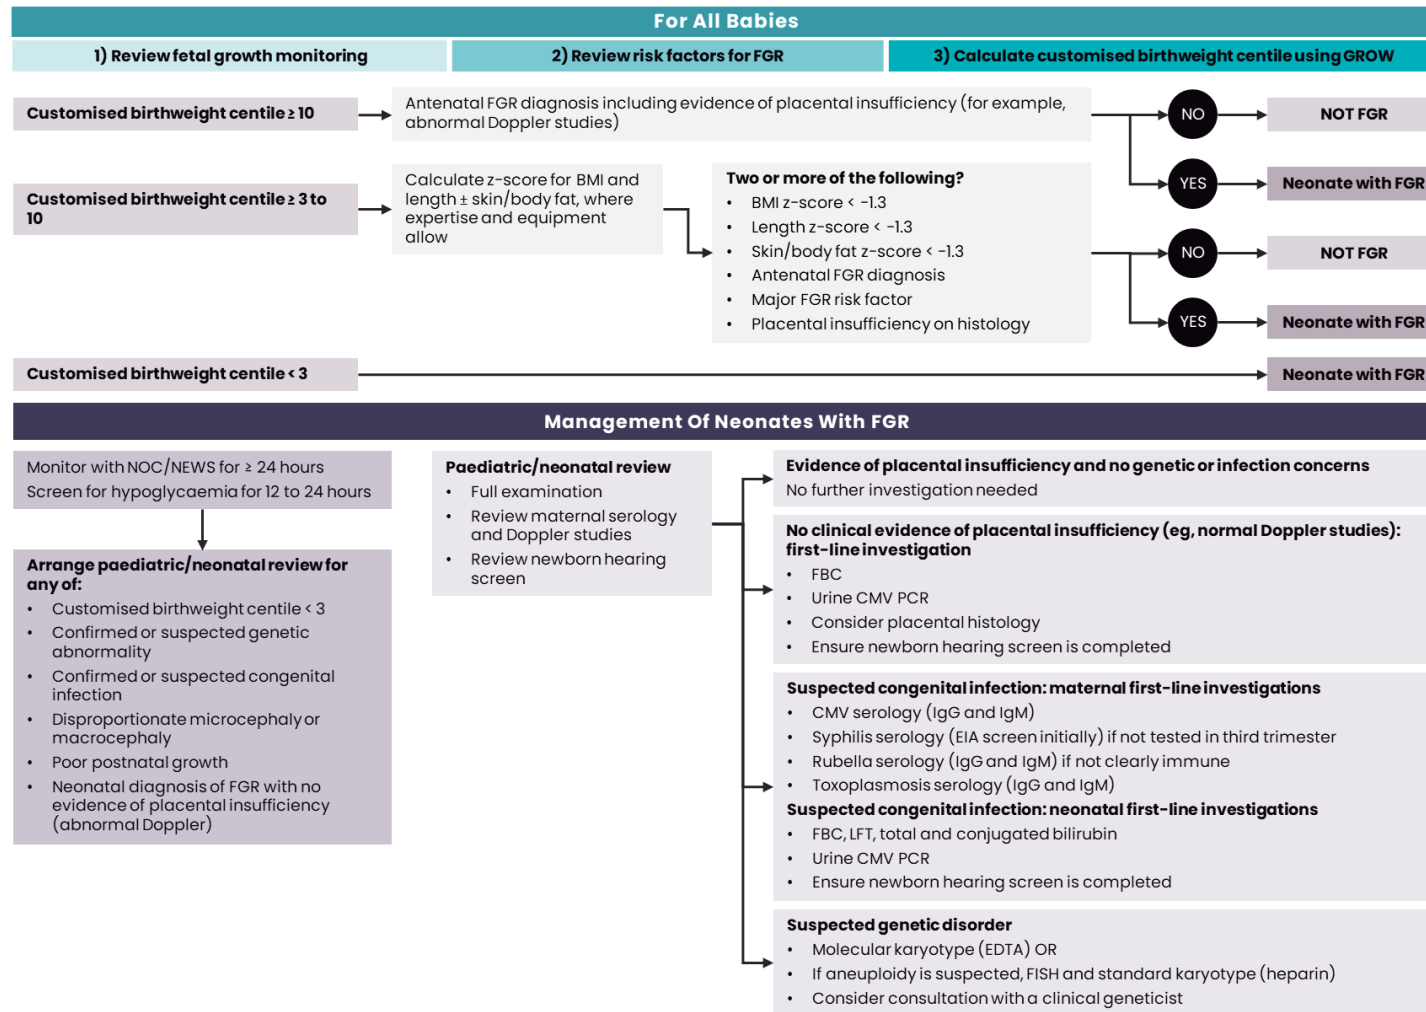 For All Babies
1) Review fetal growth monitoring
2) Review risk factors for FGR
3) Calculate customised birthweight centile using GROW
Customised birthweight centile ≥ 10
Antenatal FGR diagnosis including evidence of placental insufficiency (for example,
abnormal Doppler studies)
NO
NOT FGR
YES
Neonate with FGR
Customised birthweight centile ≥ 3 to
10
Calculate z-score for BMI and
length ± skin/body fat, where
expertise and equipment
allow
Two or more of the following?
• BMI z-score < -1.3
• Length z-score < -1.3
• Skin/body fat z-score < -1.3
• Antenatal FGR diagnosis
• Major FGR risk factor
• Placental insufficiency on histology
NO
NOT FGR
YES
Neonate with FGR
Customised birthweight centile < 3
Neonate with FGR
Management Of Neonates With FGR
Monitor with NOC/NEWS for ≥ 24 hours
Screen for hypoglycaemia for 12 to 24 hours
Arrange paediatric/neonatal review for
any of:
• Customised birthweight centile < 3
• Confirmed or suspected genetic
abnormality
• Confirmed or suspected congenital
infection
• Disproportionate microcephaly or
macrocephaly
• Poor postnatal growth
• Neonatal diagnosis of FGR with no
evidence of placental insufficiency
(abnormal Doppler)
Paediatric/neonatal review
• Full examination
• Review maternal serology
and Doppler studies
• Review newborn hearing
screen
Evidence of placental insufficiency and no genetic or infection concerns
No further investigation needed
No clinical evidence of placental insufficiency (eg, normal Doppler studies):
first-line investigation
• FBC
• Urine CMV PCR
• Consider placental histology
• Ensure newborn hearing screen is completed
Suspected congenital infection: maternal first-line investigations
• CMV serology (IgG and IgM)
• Syphilis serology (EIA screen initially) if not tested in third trimester
• Rubella serology (IgG and IgM) if not clearly immune
• Toxoplasmosis serology (IgG and IgM)
Suspected congenital infection: neonatal first-line investigations
• FBC, LFT, total and conjugated bilirubin
• Urine CMV PCR
• Ensure newborn hearing screen is completed
Suspected genetic disorder
• Molecular karyotype (EDTA) OR
• If aneuploidy is suspected, FISH and standard karyotype (heparin)
• Consider consultation with a clinical geneticist